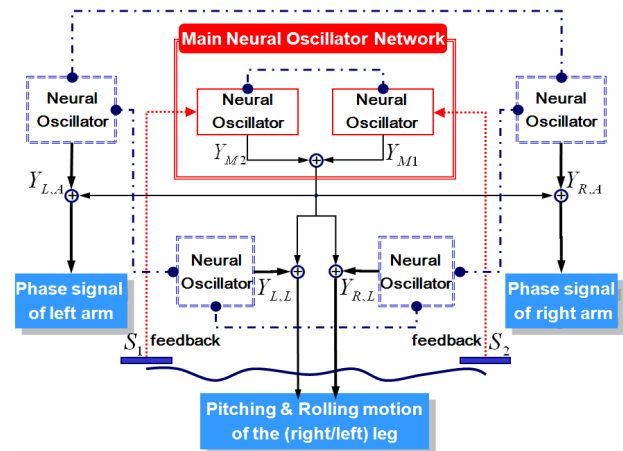 Main Neural Oscillator Network
Neural
Oscillator
Neural
Oscillator
Neural
Oscillator
Neural
Oscillator
Y_{M2}
Y_{M1}
Y_{L,A}
Y_{R,A}
Neural
Oscillator
Neural
Oscillator
Y_{L,L}
Y_{R,L}
Phase signal
of left arm
Phase signal
of right arm
S_1
feedback
feedback
S_2
Pitching & Rolling motion
of the (right/left) leg